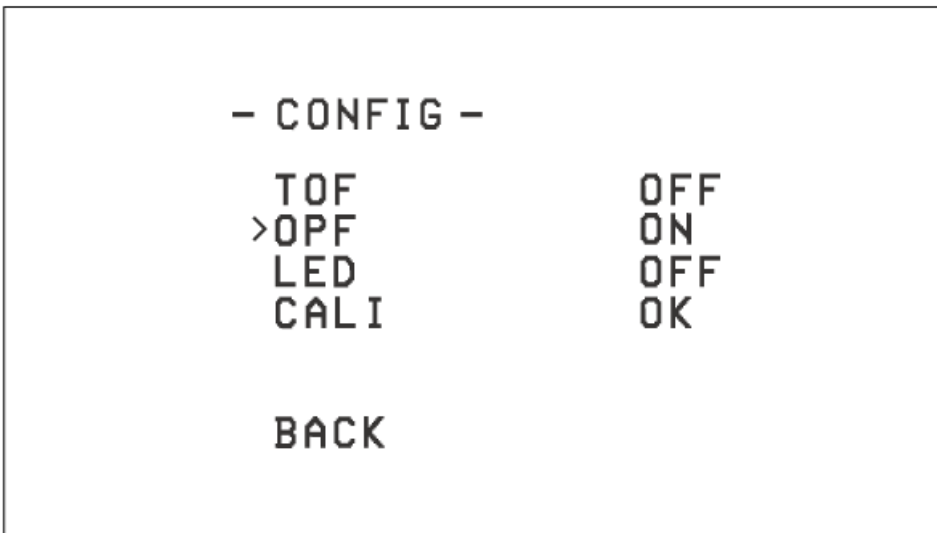 - CONFIG -
TOF OFF
>OPF ON
LED OFF
CALI OK
BACK